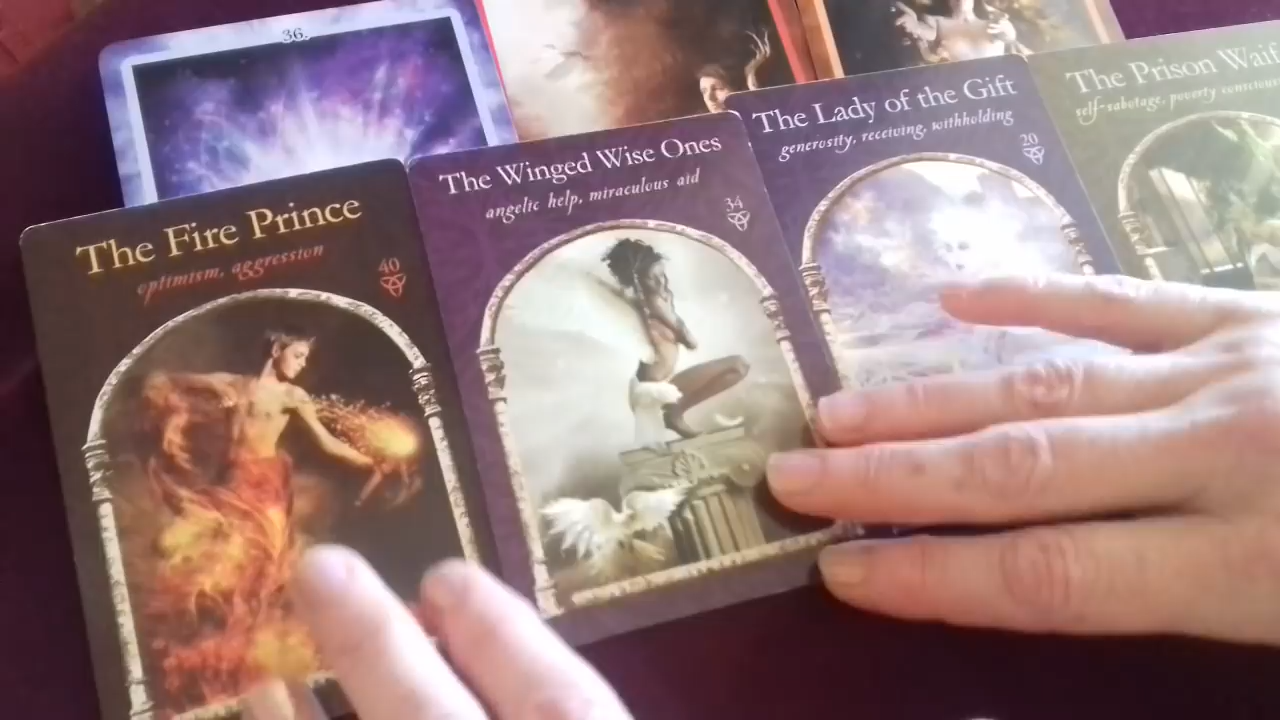 36.
The Fire Prince
optimism, aggression
40
The Winged Wise Ones
angelic help, miraculous aid
34
The Lady of the Gift
generosity, receiving, withholding
20
The Prison Waif
self-sabotage, poverty